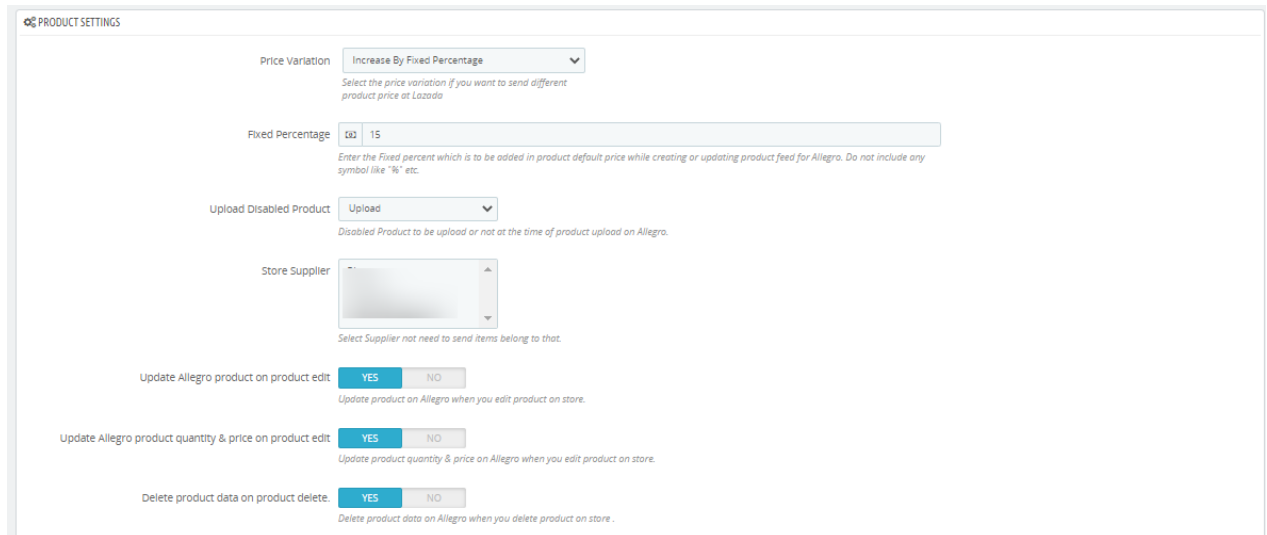 PRODUCT SETTINGS
Price Variation
Increase By Fixed Percentage
Select the price variation if you want to send different
product price at Lazada
Fixed Percentage
15
Enter the Fixed percent which is to be added in product default price while creating or updating product feed for Allegro. Do not include any
symbol like "%" etc.
Upload Disabled Product
Upload
Disabled Product to be upload or not at the time of product upload on Allegro.
Store Supplier
Select Supplier not need to send items belong to that.
Update Allegro product on product edit
YES NO
Update product on Allegro when you edit product on store.
Update Allegro product quantity & price on product edit
YES NO
Update product quantity & price on Allegro when you edit product on store.
Delete product data on product delete.
YES NO
Delete product data on Allegro when you delete product on store .